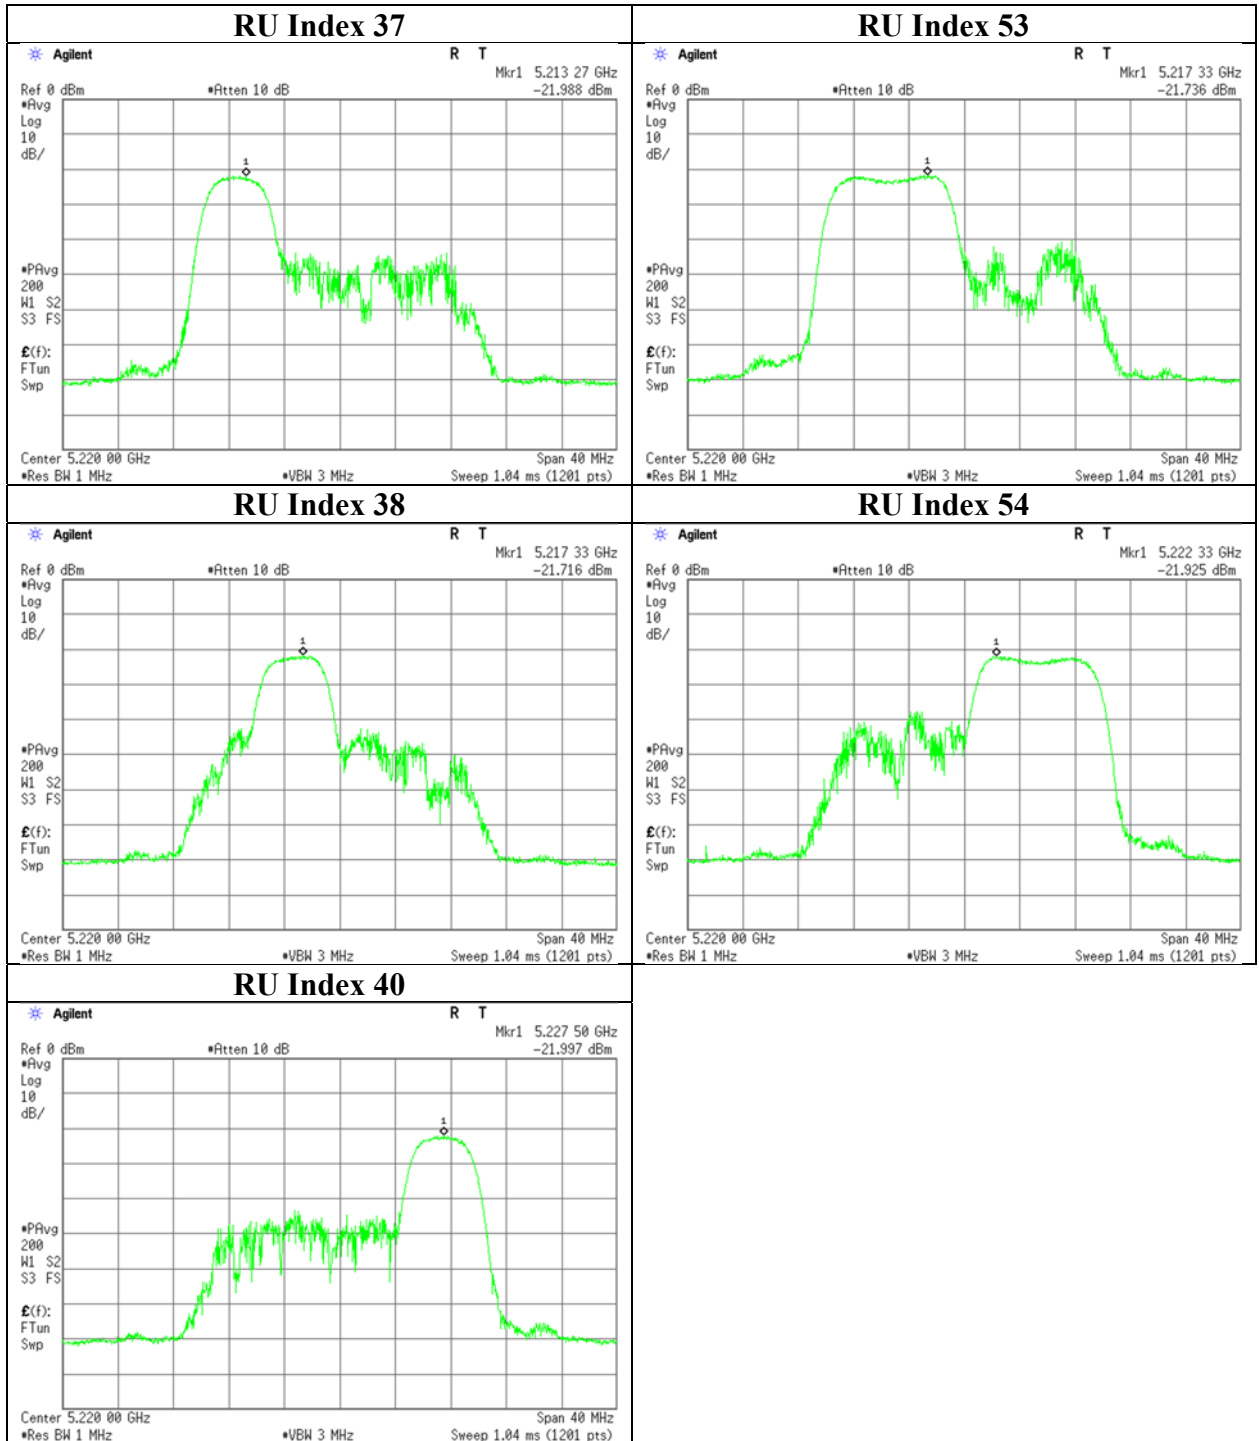 RU Index 37
Agilent R T
Mkr1 5.213 27 GHz
Ref 0 dBm #Atten 10 dB -21.988 dBm
#Avg
Log
10
dB/
1
#PAvg
200
W1 S2
S3 FS
£(f):
FTun
Swp
Center 5.220 00 GHz Span 40 MHz
#Res BW 1 MHz #VBW 3 MHz Sweep 1.04 ms (1201 pts)
RU Index 53
Agilent R T
Mkr1 5.217 33 GHz
Ref 0 dBm #Atten 10 dB -21.736 dBm
#Avg
Log
10
dB/
1
#PAvg
200
W1 S2
S3 FS
£(f):
FTun
Swp
Center 5.220 00 GHz Span 40 MHz
#Res BW 1 MHz #VBW 3 MHz Sweep 1.04 ms (1201 pts)
RU Index 38
Agilent R T
Mkr1 5.217 33 GHz
Ref 0 dBm #Atten 10 dB -21.716 dBm
#Avg
Log
10
dB/
1
#PAvg
200
W1 S2
S3 FS
£(f):
FTun
Swp
Center 5.220 00 GHz Span 40 MHz
#Res BW 1 MHz #VBW 3 MHz Sweep 1.04 ms (1201 pts)
RU Index 54
Agilent R T
Mkr1 5.222 33 GHz
Ref 0 dBm #Atten 10 dB -21.925 dBm
#Avg
Log
10
dB/
1
#PAvg
200
W1 S2
S3 FS
£(f):
FTun
Swp
Center 5.220 00 GHz Span 40 MHz
#Res BW 1 MHz #VBW 3 MHz Sweep 1.04 ms (1201 pts)
RU Index 40
Agilent R T
Mkr1 5.227 50 GHz
Ref 0 dBm #Atten 10 dB -21.997 dBm
#Avg
Log
10
dB/
1
#PAvg
200
W1 S2
S3 FS
£(f):
FTun
Swp
Center 5.220 00 GHz Span 40 MHz
#Res BW 1 MHz #VBW 3 MHz Sweep 1.04 ms (1201 pts)